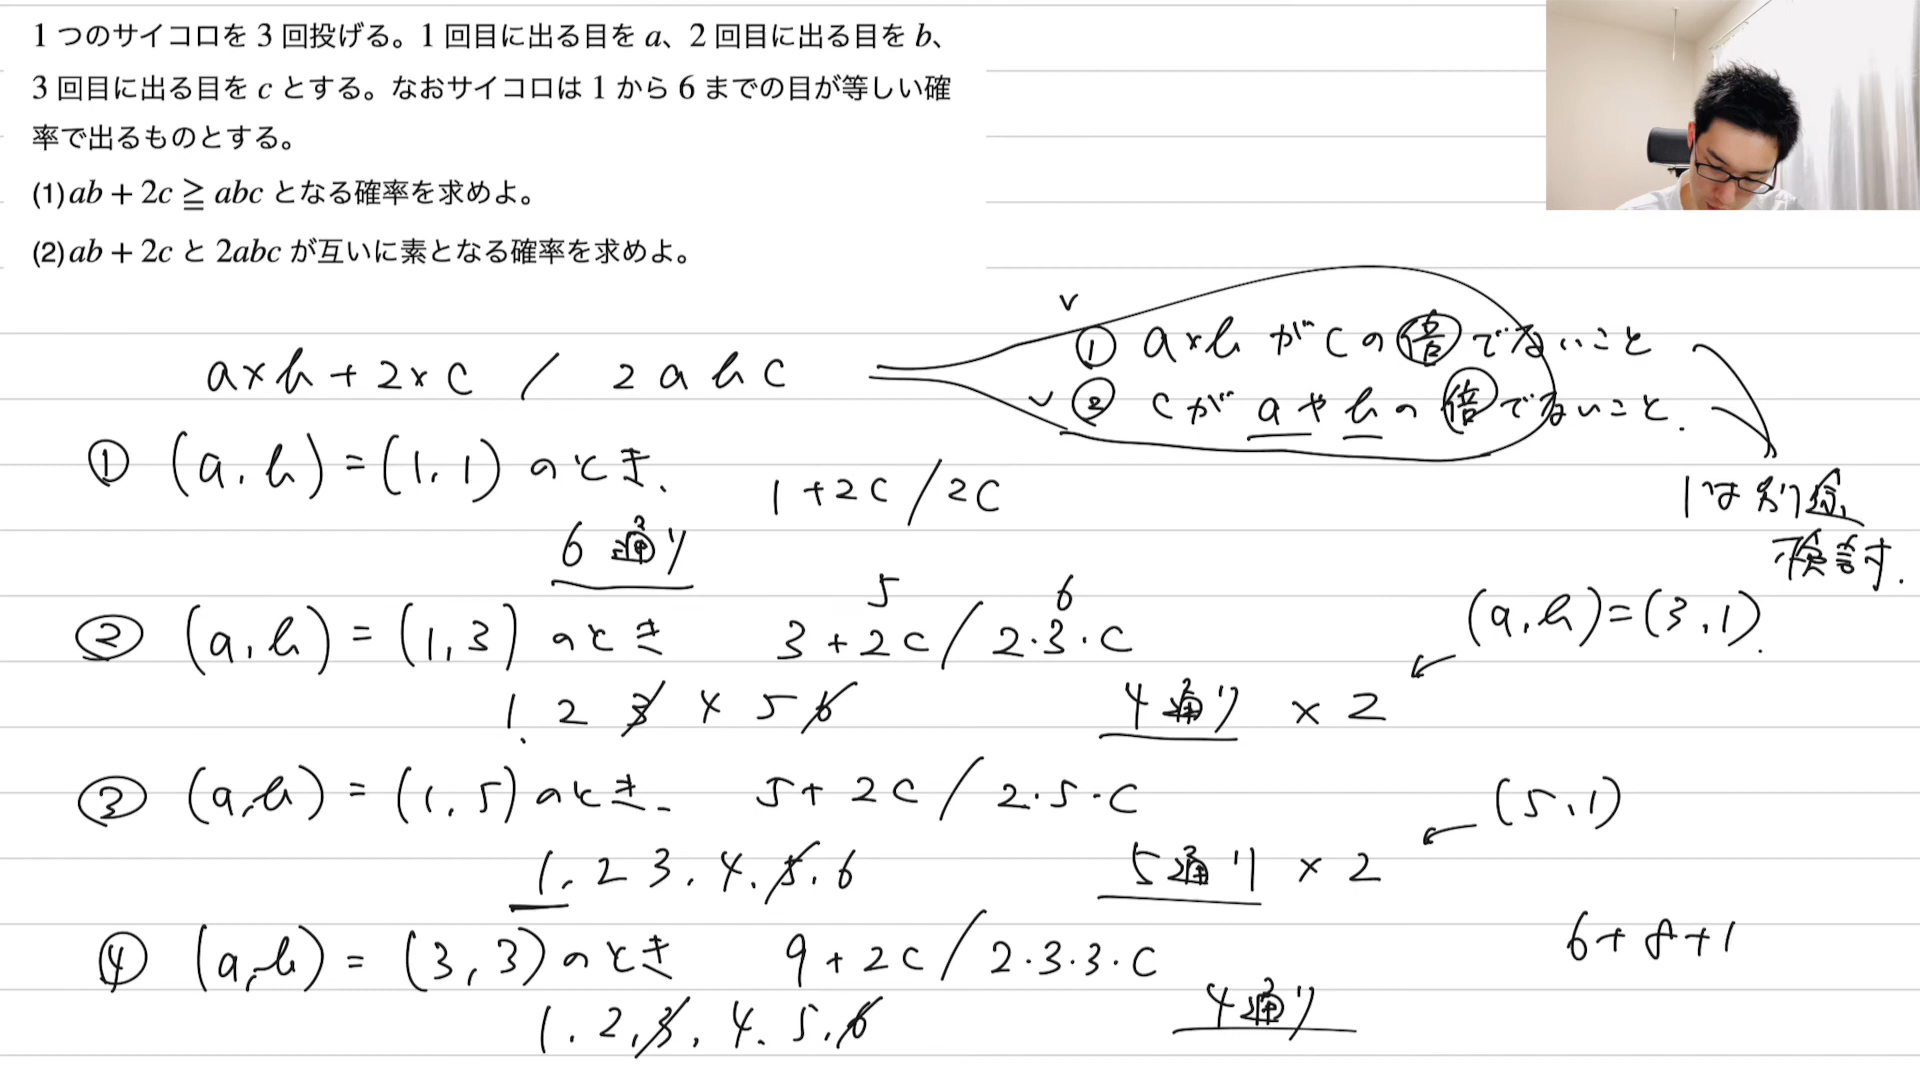 1 つのサイコロを 3 回投げる。1 回目に出る目を a、2 回目に出る目を b、
3 回目に出る目を c とする。なおサイコロは 1 から 6 までの目が等しい確
率で出るものとする。
(1) ab + 2c ≧ abc となる確率を求めよ。
(2) ab + 2c と 2abc が互いに素となる確率を求めよ。
a×b+2×c / 2abc
① a×b が c の倍でないこと
② c が a や b の倍でないこと.
1は別途
検討.
① (a,b)=(1,1) のとき、 1+2c/2c
6通り
② (a,b)=(1,3) のとき 3+2c/2・3・c
5 6
(a,b)=(3,1).
1. 2 3 4 5 6 4通り ×2
③ (a,b)=(1,5) のとき、 5+2c/2・5・c
(5,1)
1. 2 3. 4. 5. 6 5通り ×2
④ (a,b)=(3,3) のとき 9+2c/2・3・3・c
6+8+1
1. 2. 3. 4. 5. 6 4通り